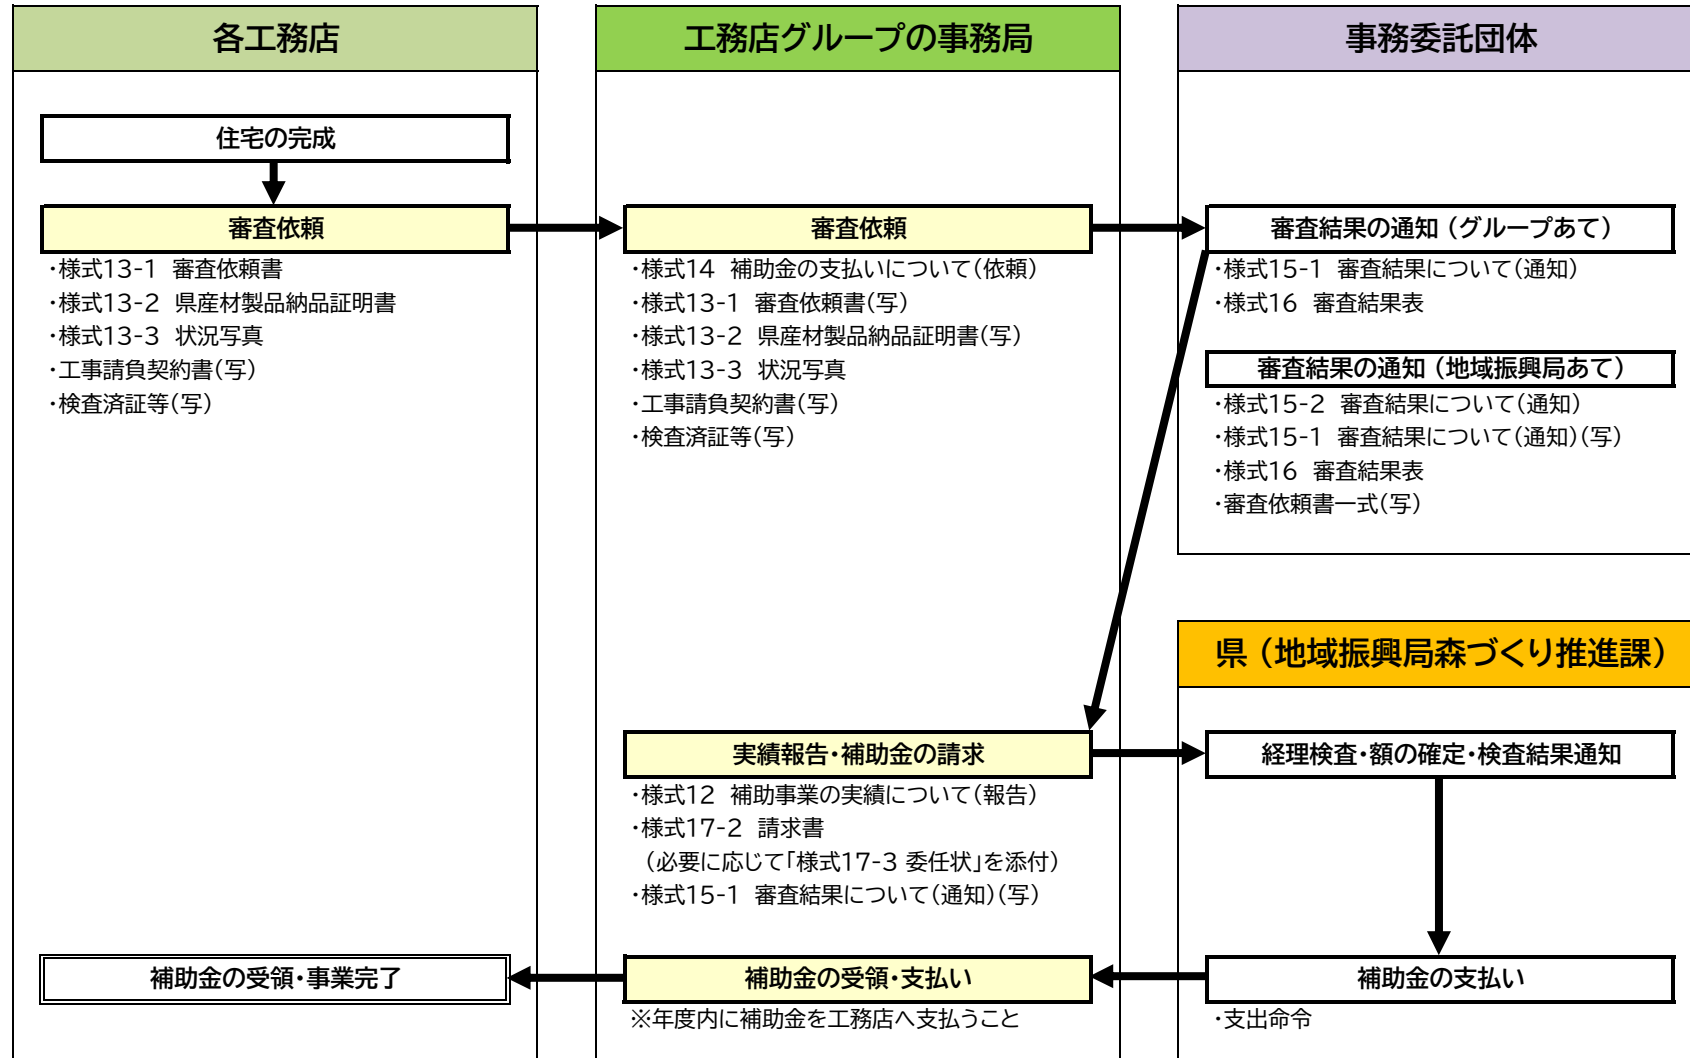 各工務店
住宅の完成
審査依頼
・様式13-1 審査依頼書
・様式13-2 県産材製品納品証明書
・様式13-3 状況写真
・工事請負契約書(写)
・検査済証等(写)
補助金の受領・事業完了
工務店グループの事務局
審査依頼
・様式14 補助金の支払いについて(依頼)
・様式13-1 審査依頼書(写)
・様式13-2 県産材製品納品証明書(写)
・様式13-3 状況写真
・工事請負契約書(写)
・検査済証等(写)
実績報告・補助金の請求
・様式12 補助事業の実績について(報告)
・様式17-2 請求書
(必要に応じて「様式17-3 委任状」を添付)
・様式15-1 審査結果について(通知)(写)
補助金の受領・支払い
※年度内に補助金を工務店へ支払うこと
事務委託団体
審査結果の通知(グループあて)
・様式15-1 審査結果について(通知)
・様式16 審査結果表
審査結果の通知(地域振興局あて)
・様式15-2 審査結果について(通知)
・様式15-1 審査結果について(通知)(写)
・様式16 審査結果表
・審査依頼書一式(写)
県(地域振興局森づくり推進課)
経理検査・額の確定・検査結果通知
補助金の支払い
・支出命令